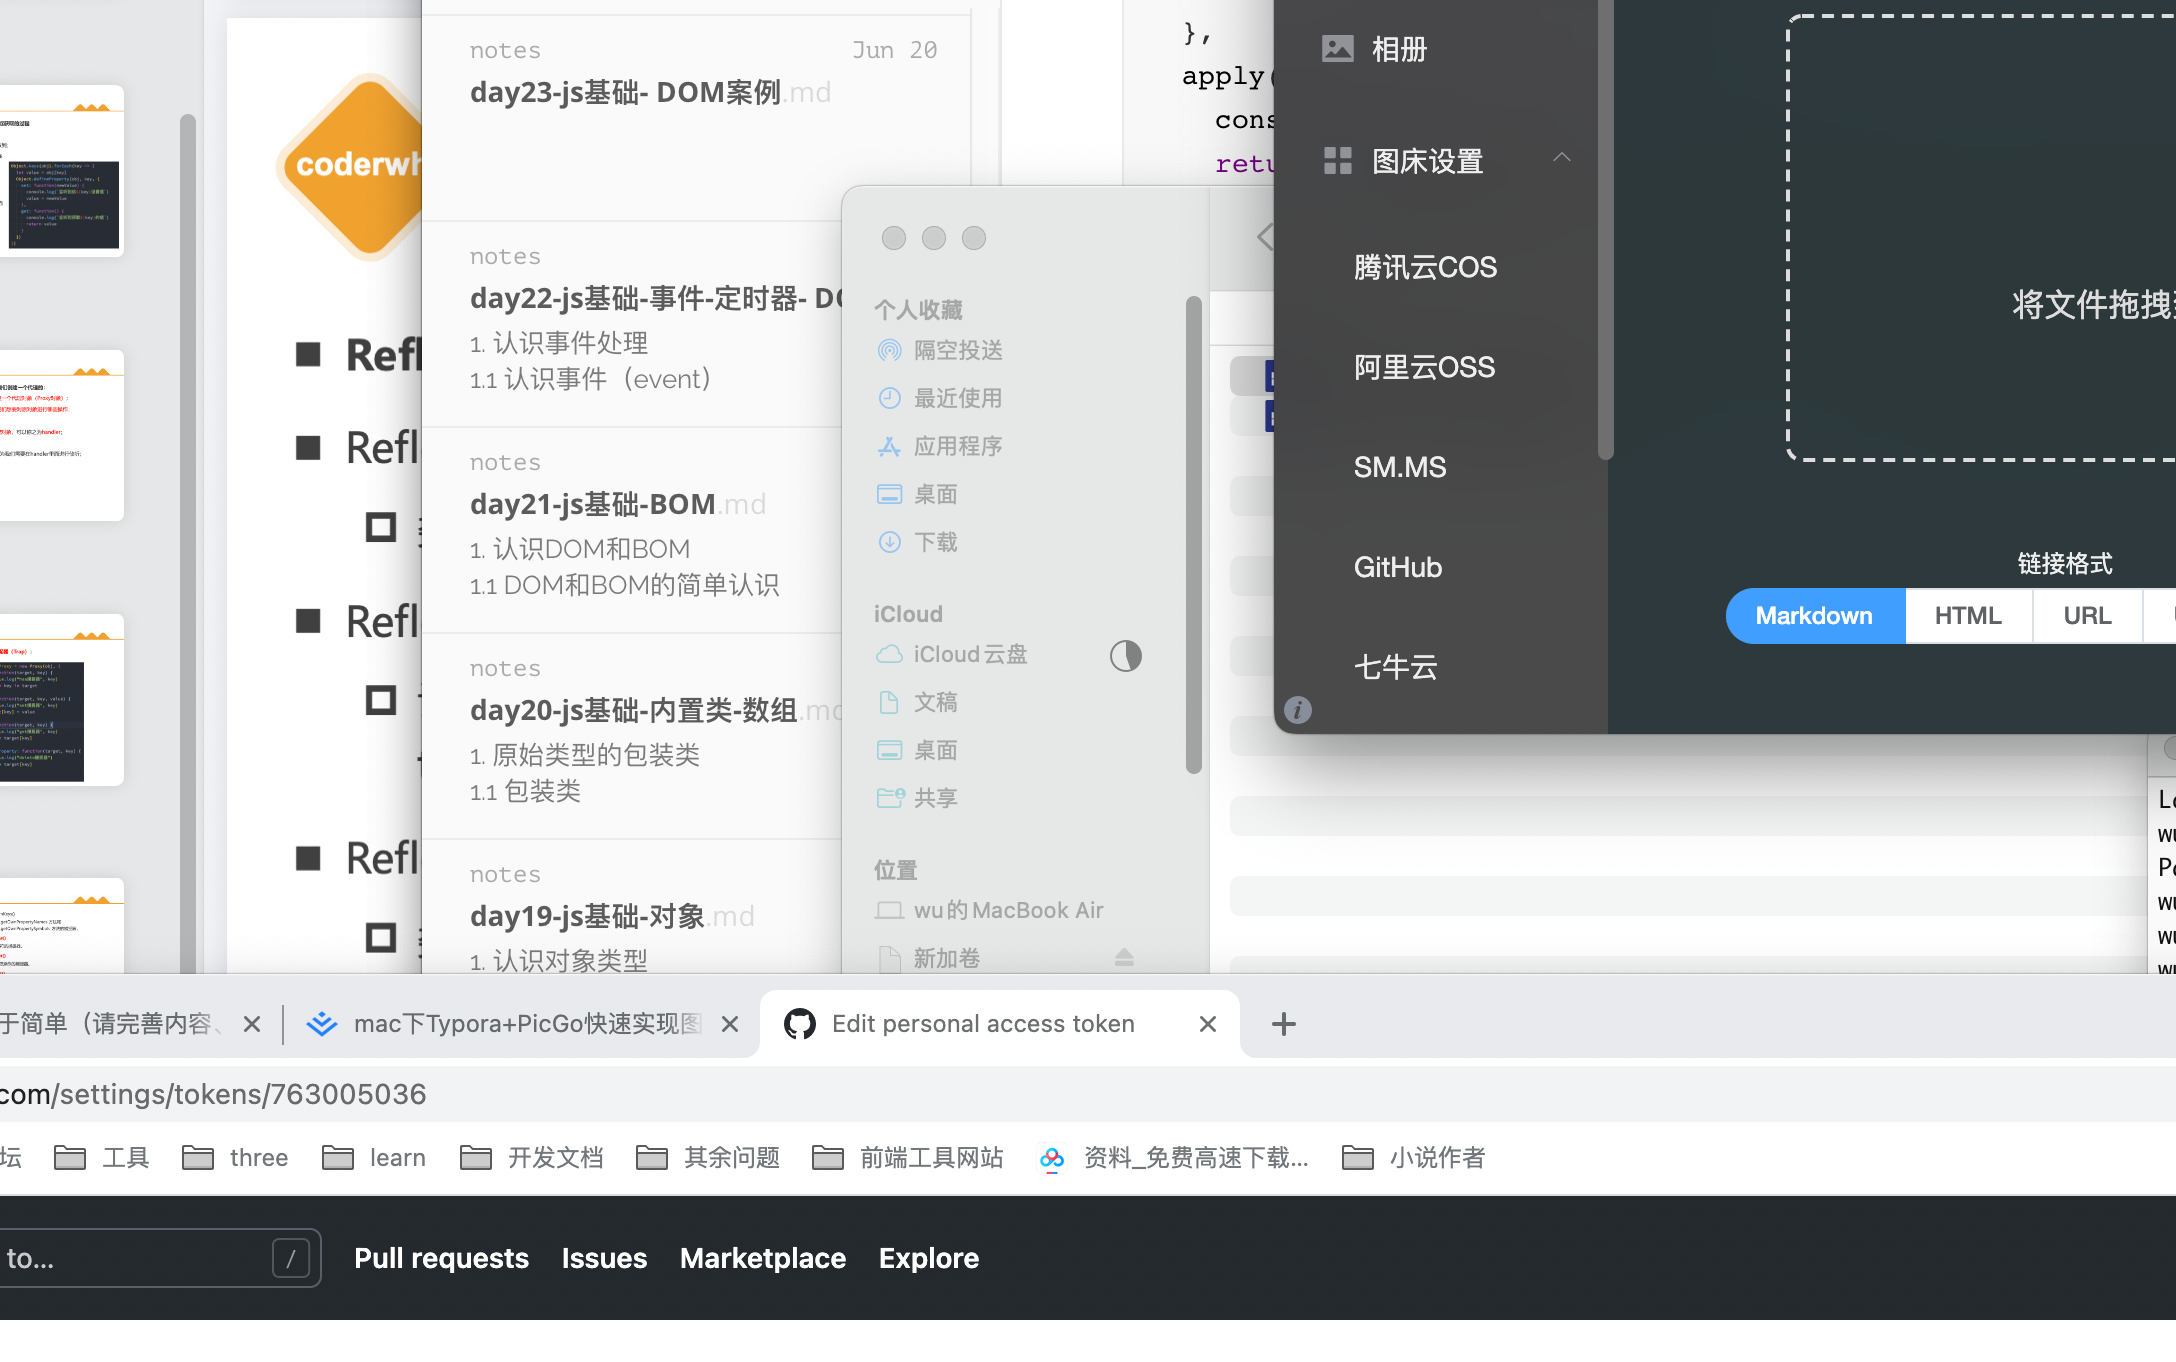 coderwh
Refl
Refl
Refl
Refl
notes
Jun 20
day23-js基础- DOM案例.md
notes
day22-js基础-事件-定时器- DO
1. 认识事件处理
1.1 认识事件（event）
notes
day21-js基础-BOM.md
1. 认识DOM和BOM
1.1 DOM和BOM的简单认识
notes
day20-js基础-内置类-数组.md
1. 原始类型的包装类
1.1 包装类
notes
day19-js基础-对象.md
1. 认识对象类型
},
apply(
cons
retu
个人收藏
隔空投送
最近使用
应用程序
桌面
下载
iCloud
iCloud云盘
文稿
桌面
共享
位置
wu的MacBook Air
新加卷
相册
图床设置
腾讯云COS
阿里云OSS
SM.MS
GitHub
七牛云
将文件拖拽到
链接格式
Markdown
HTML
URL
于简单（请完善内容、
mac下Typora+PicGo快速实现图
Edit personal access token
com/settings/tokens/763005036
坛
工具
three
learn
开发文档
其余问题
前端工具网站
资料_免费高速下载...
小说作者
to...
/
Pull requests
Issues
Marketplace
Explore